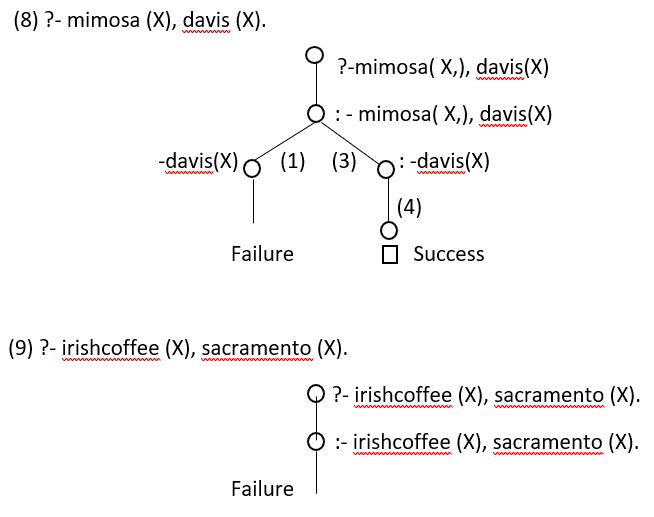 (8) ?- mimosa (X), davis (X).
?-mimosa( X,), davis(X)
: - mimosa( X,), davis(X)
-davis(X) (1) (3) : -davis(X)
(4)
Failure Success
(9) ?- irishcoffee (X), sacramento (X).
?- irishcoffee (X), sacramento (X).
:- irishcoffee (X), sacramento (X).
Failure